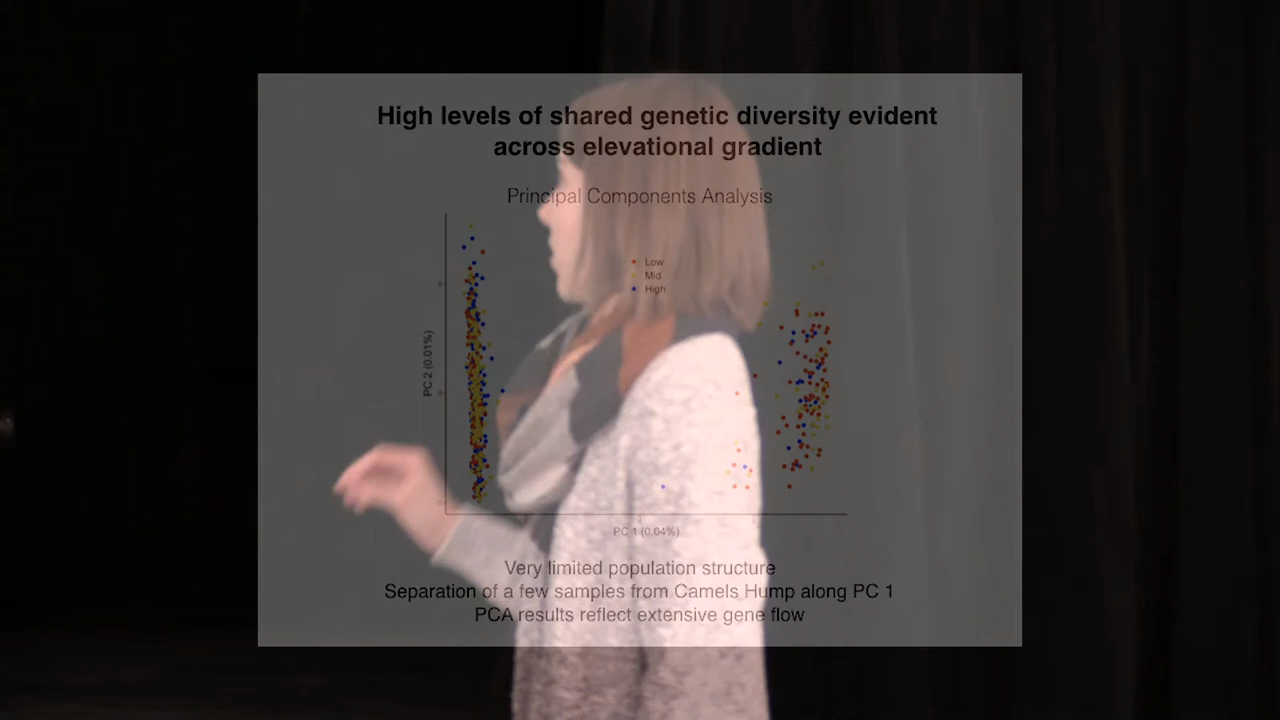 High levels of shared genetic diversity evident
across elevational gradient
Principal Components Analysis
Low
Mid
High
PC 2 (0.01%)
PC 1 (0.04%)
Very limited population structure
Separation of a few samples from Camels Hump along PC 1
PCA results reflect extensive gene flow